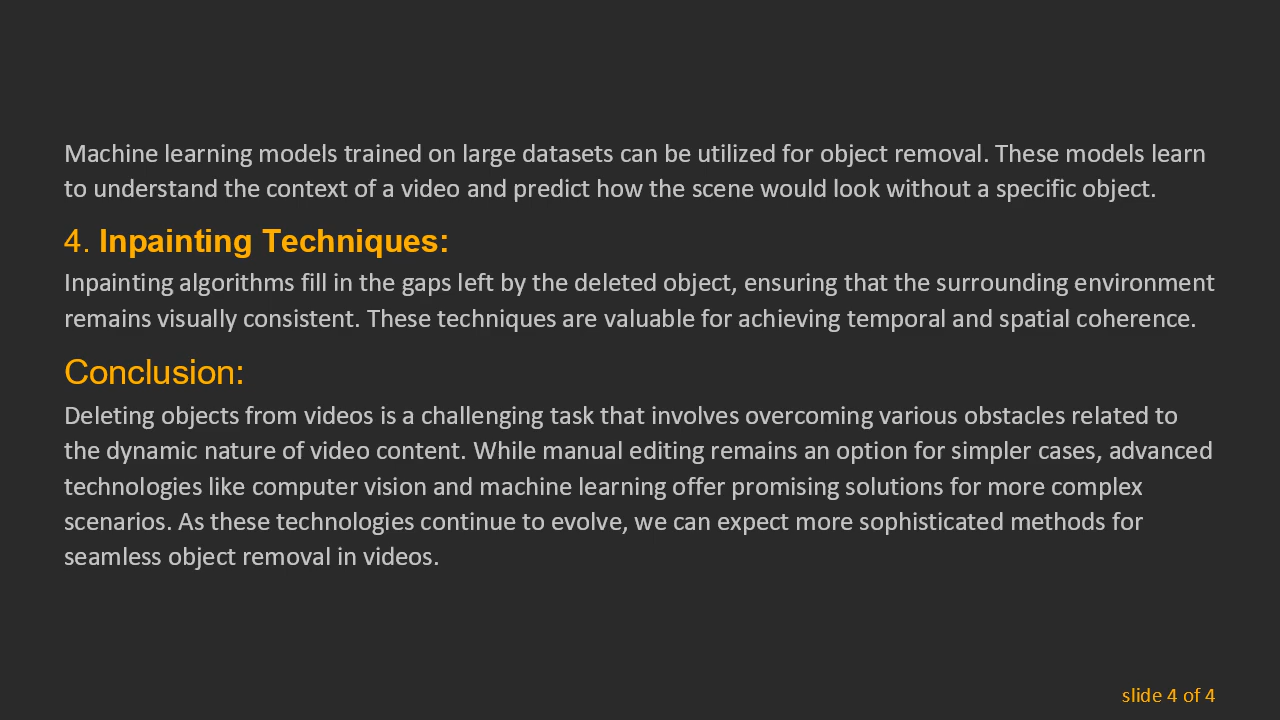 Machine learning models trained on large datasets can be utilized for object removal. These models learn
to understand the context of a video and predict how the scene would look without a specific object.
4. Inpainting Techniques:
Inpainting algorithms fill in the gaps left by the deleted object, ensuring that the surrounding environment
remains visually consistent. These techniques are valuable for achieving temporal and spatial coherence.
Conclusion:
Deleting objects from videos is a challenging task that involves overcoming various obstacles related to
the dynamic nature of video content. While manual editing remains an option for simpler cases, advanced
technologies like computer vision and machine learning offer promising solutions for more complex
scenarios. As these technologies continue to evolve, we can expect more sophisticated methods for
seamless object removal in videos.
slide 4 of 4